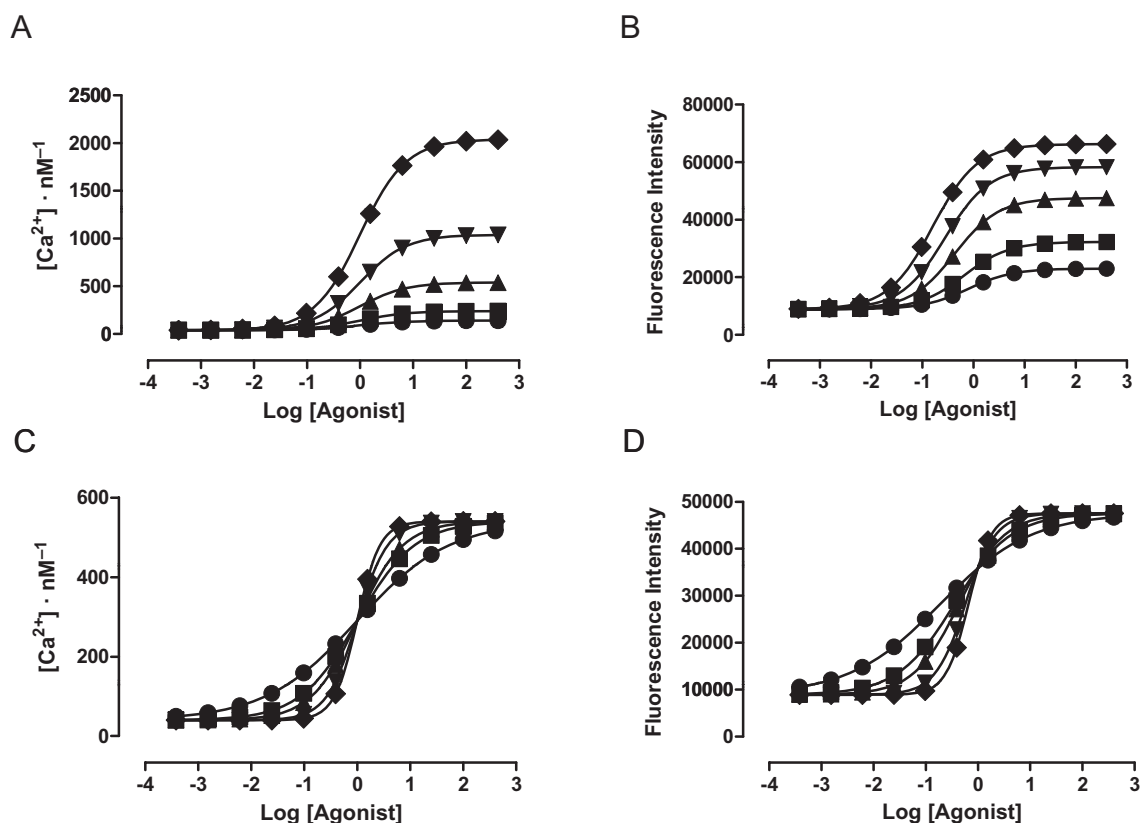 A
B
[Ca²⁺] · nM⁻¹
2500
2000
1500
1000
500
0
-4 -3 -2 -1 0 1 2 3
Log [Agonist]
Fluorescence Intensity
80000
60000
40000
20000
0
-4 -3 -2 -1 0 1 2 3
Log [Agonist]
C
D
[Ca²⁺] · nM⁻¹
600
400
200
0
-4 -3 -2 -1 0 1 2 3
Log [Agonist]
Fluorescence Intensity
50000
40000
30000
20000
10000
0
-4 -3 -2 -1 0 1 2 3
Log [Agonist]